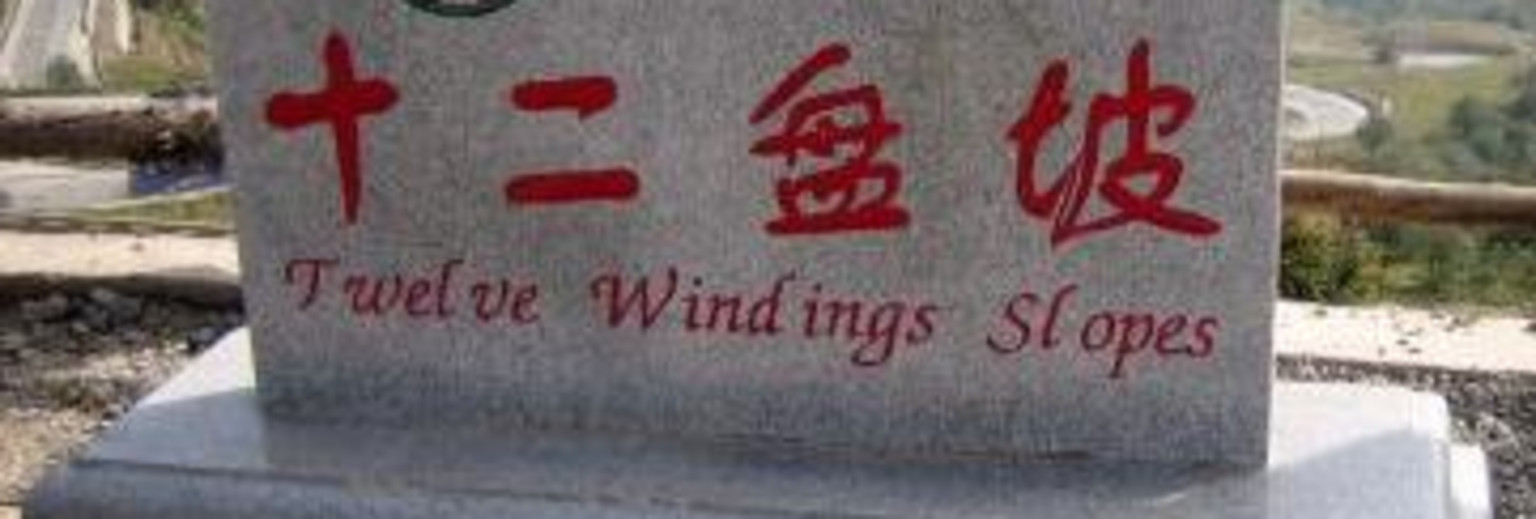 十二盘坡
Twelve Windings Slopes